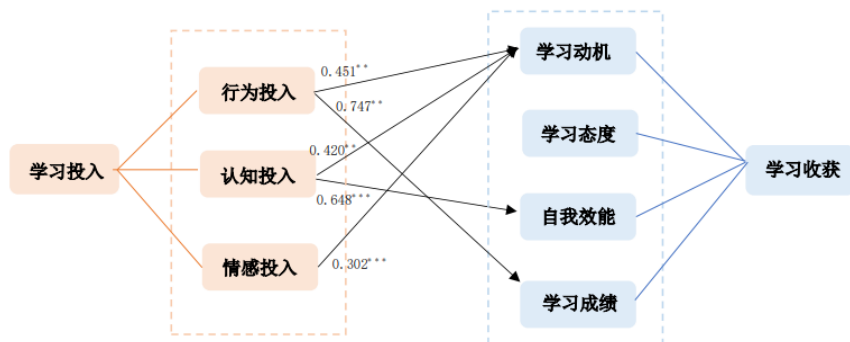 学习投入
行为投入
认知投入
情感投入
0.451**
0.747**
0.420**
0.648***
0.302***
学习动机
学习态度
自我效能
学习成绩
学习收获